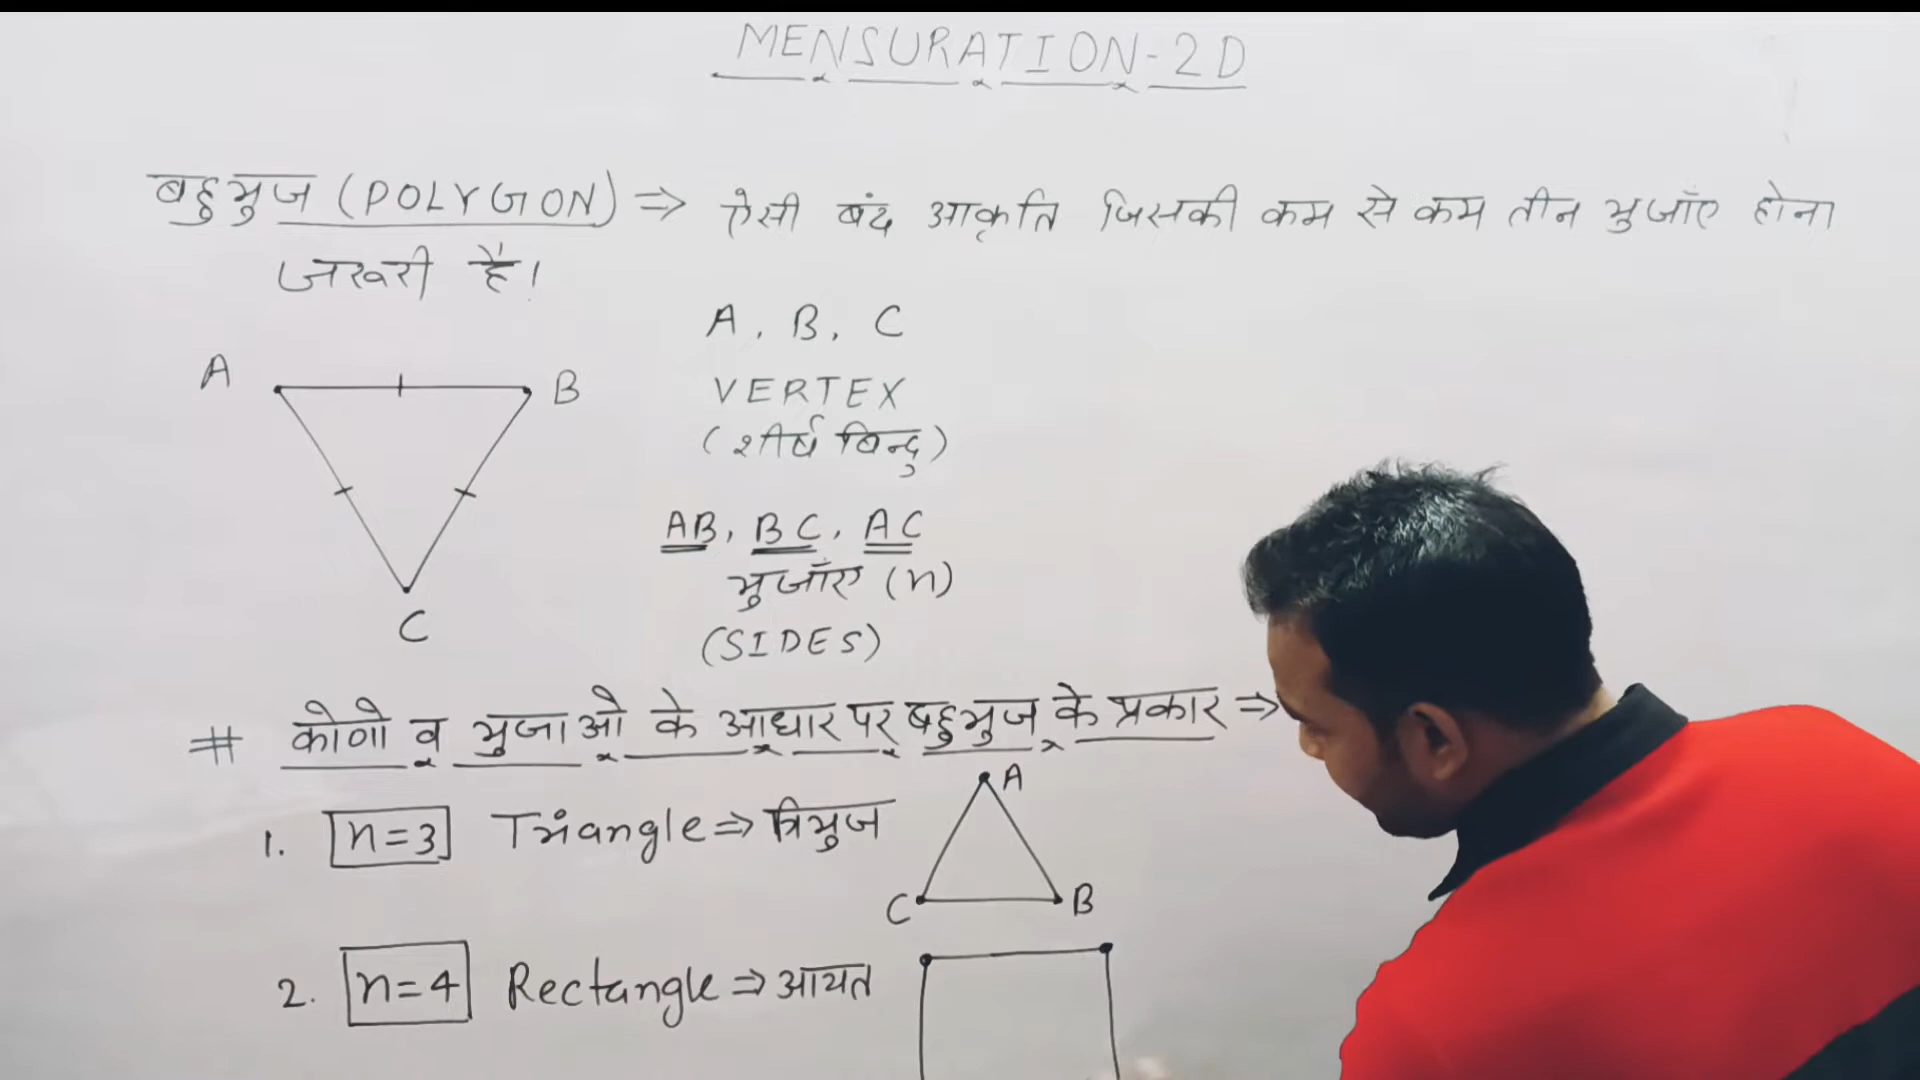 MENSURATION-2D
बहुभुज (POLYGON) ⇒ ऐसी बंद आकृति जिसकी कम से कम तीन भुजाँए होना
जरुरी है।
A, B, C
A
B
VERTEX
(शीर्ष बिन्दु)
AB, BC, AC
भुजाँए (n)
C
(SIDES)
# कोणो व भुजाओ के आधार पर बहुभुज के प्रकार ⇒
A
1. n=3 Triangle ⇒ त्रिभुज
C
B
2. n=4 Rectangle ⇒ आयत